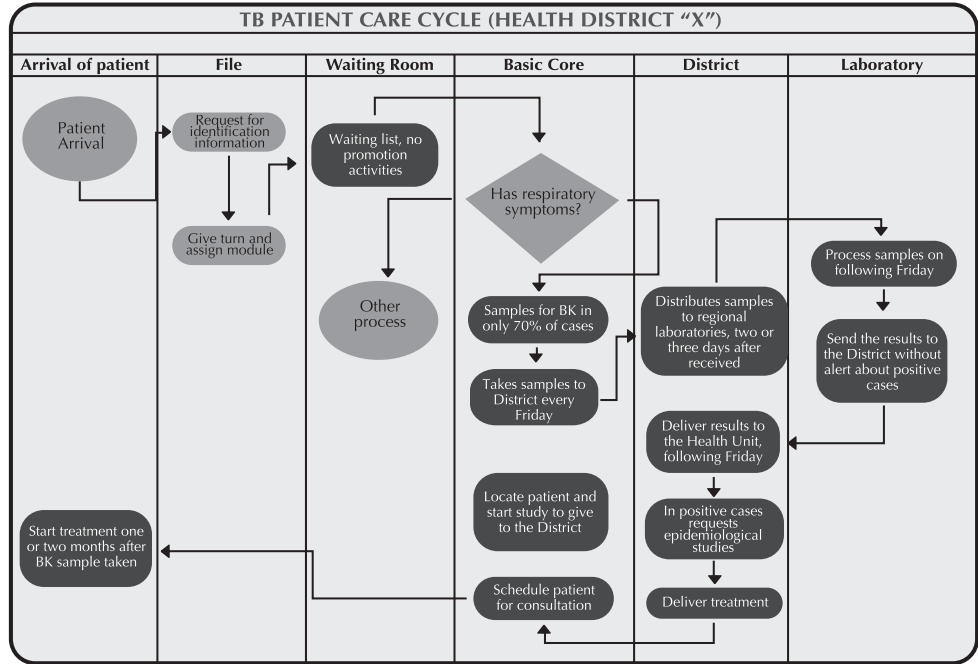 TB PATIENT CARE CYCLE (HEALTH DISTRICT “X”)
Arrival of patient
File
Waiting Room
Basic Core
District
Laboratory
Patient
Arrival
Request for
identification
information
Give turn and
assign module
Waiting list, no
promotion
activities
Has respiratory
symptoms?
Other
process
Samples for BK in
only 70% of cases
Takes samples to
District every
Friday
Distributes samples
to regional
laboratories, two or
three days after
received
Process samples on
following Friday
Send the results to
the District without
alert about positive
cases
Deliver results to
the Health Unit,
following Friday
In positive cases
requests
epidemiological
studies
Deliver treatment
Locate patient and
start study to give
to the District
Schedule patient
for consultation
Start treatment one
or two months after
BK sample taken